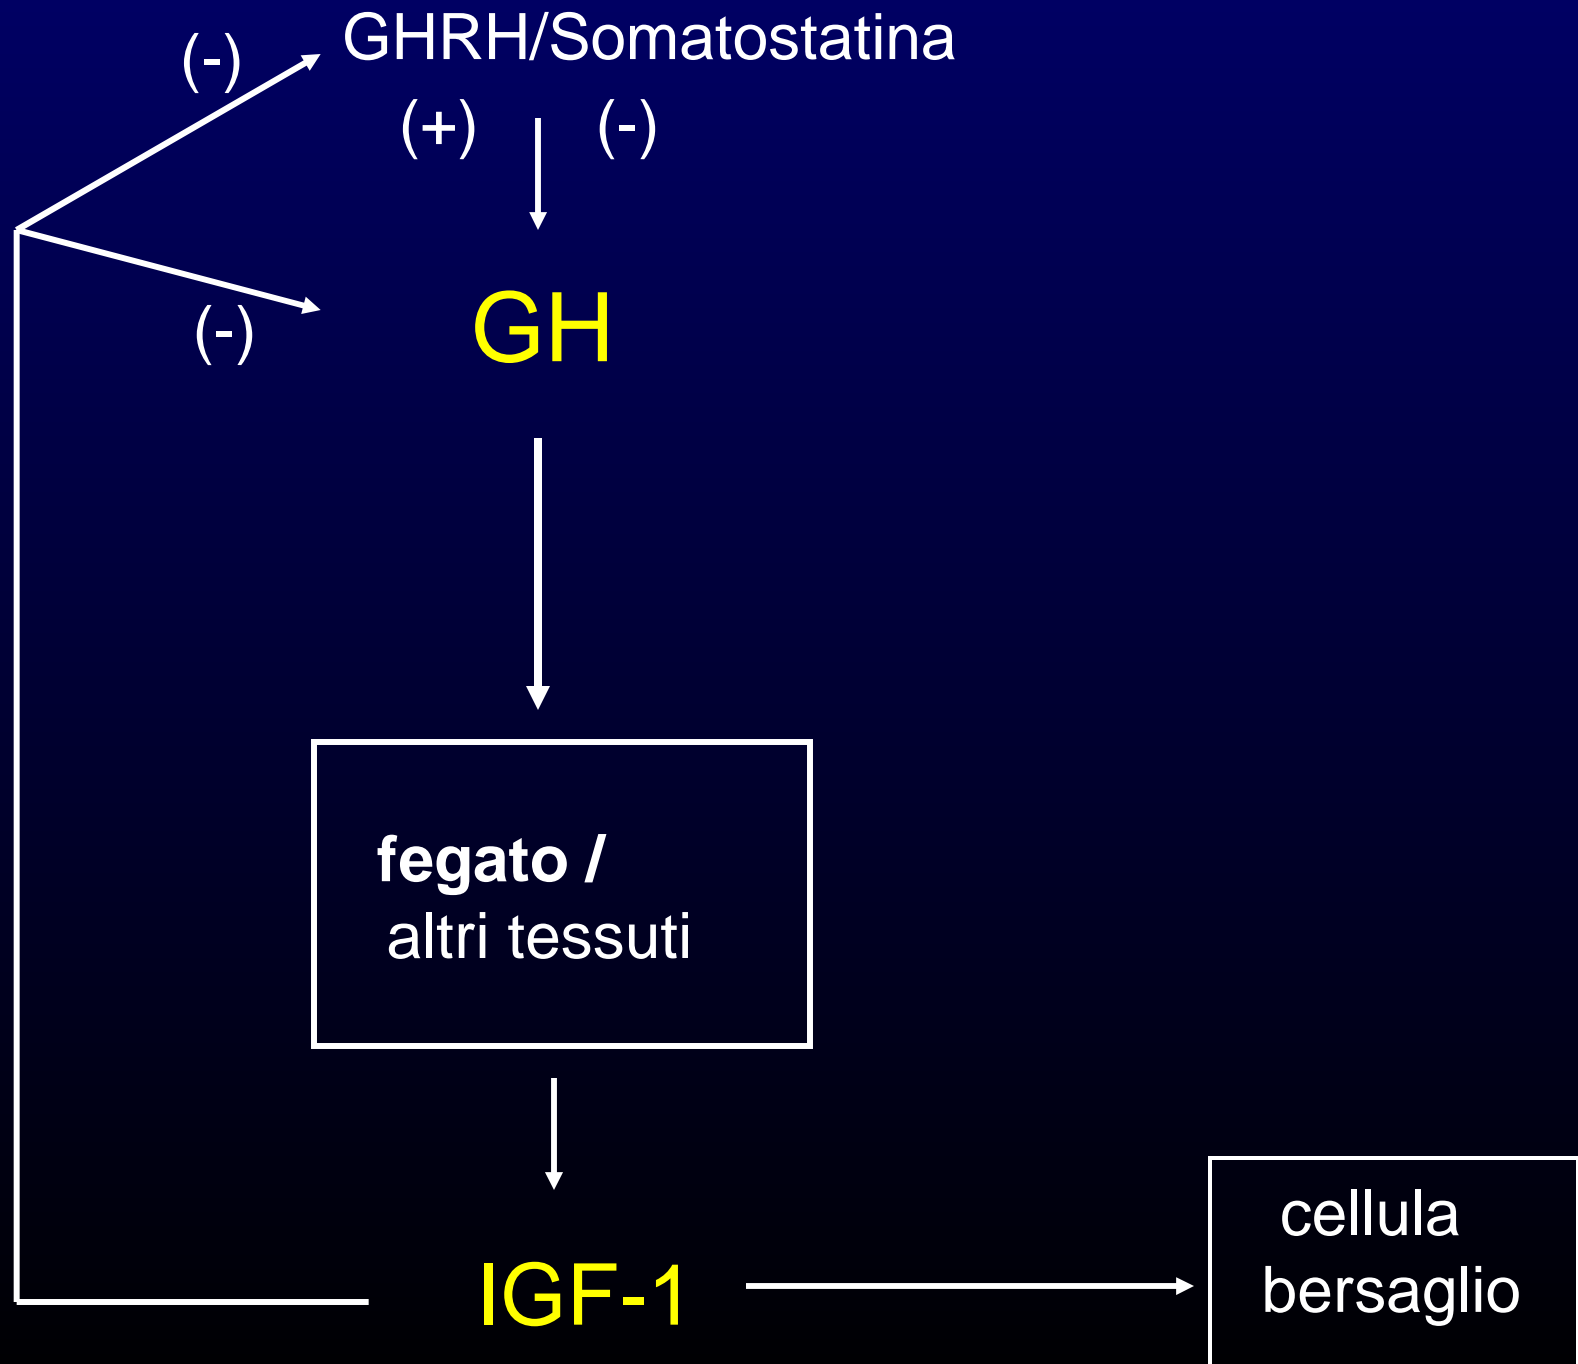 GHRH/Somatostatina
(-)
(+) (-)
GH
(-)
fegato /
altri tessuti
cellula
bersaglio
IGF-1